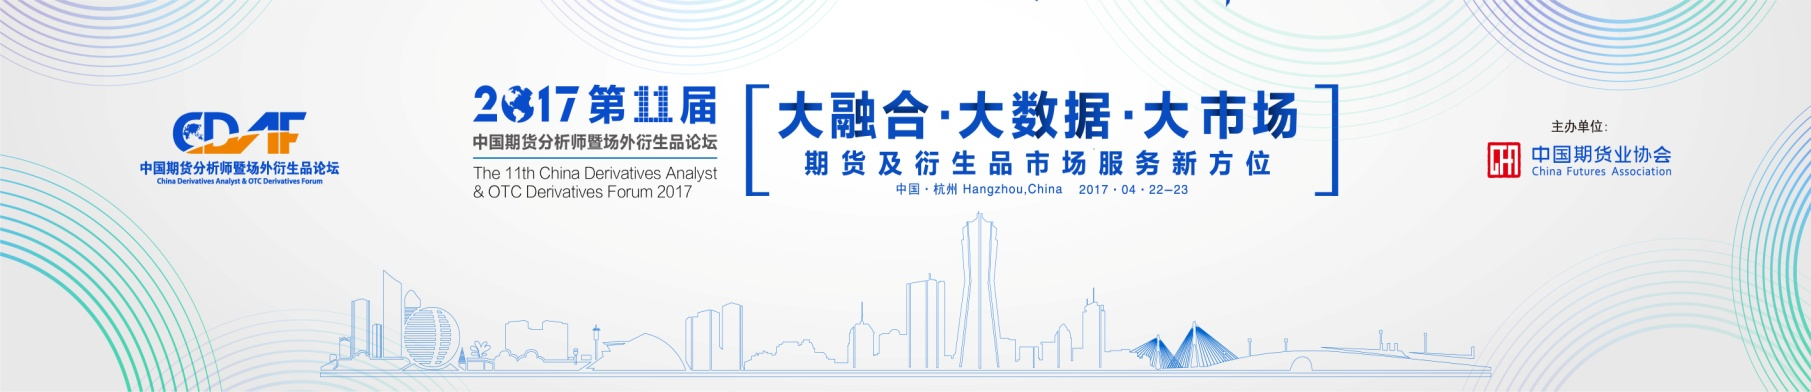 CDAF
中国期货分析师暨场外衍生品论坛
China Derivatives Analyst & OTC Derivatives Forum
2017第11届
中国期货分析师暨场外衍生品论坛
The 11th China Derivatives Analyst
& OTC Derivatives Forum 2017
大融合·大数据·大市场
期货及衍生品市场服务新方位
中国·杭州 Hangzhou,China 2017·04·22-23
主办单位:
中国期货业协会
China Futures Association